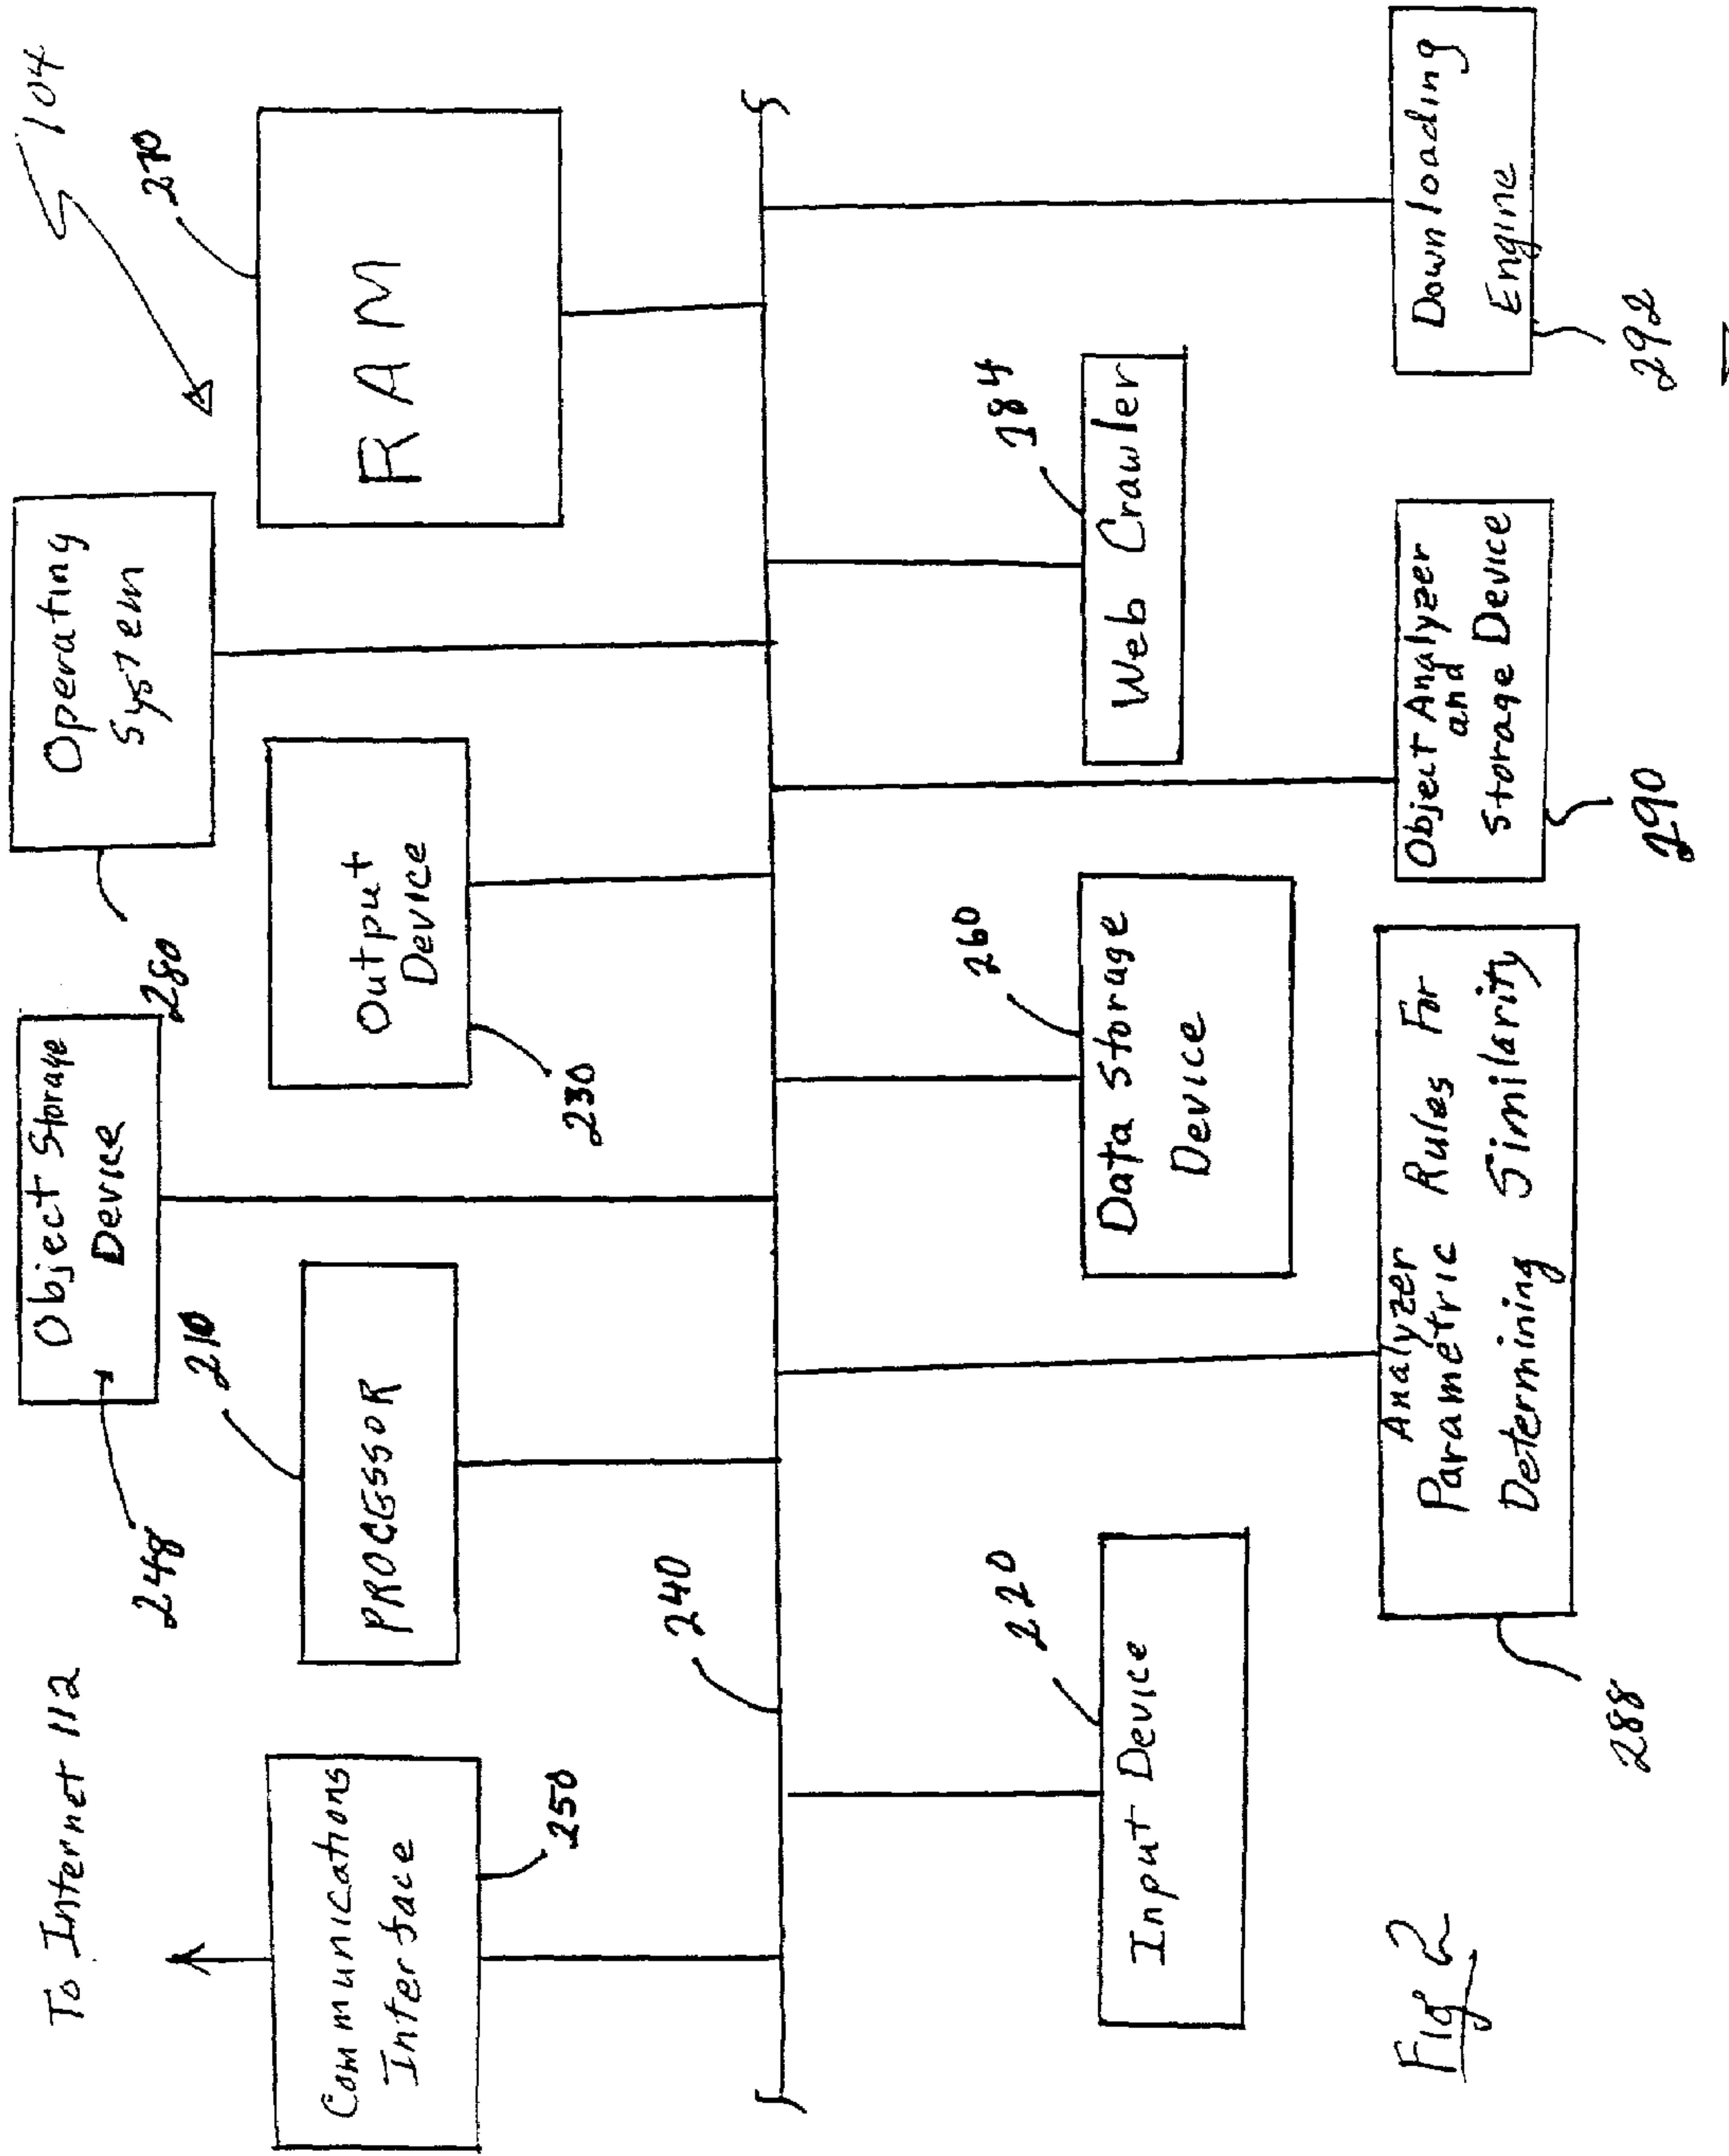 To Internet 112
104
Object Storage
Device
248
Operating
System
280
Communications
Interface
250
PROCESSOR
210
Output
Device
230
RAM
270
240
Input Device
220
Data Storage
Device
260
Web Crawler
284
Analyzer
Parametric Rules For
Determining Similarity
288
Object Analyzer
and
Storage Device
290
Downloading
Engine
292
Fig 2